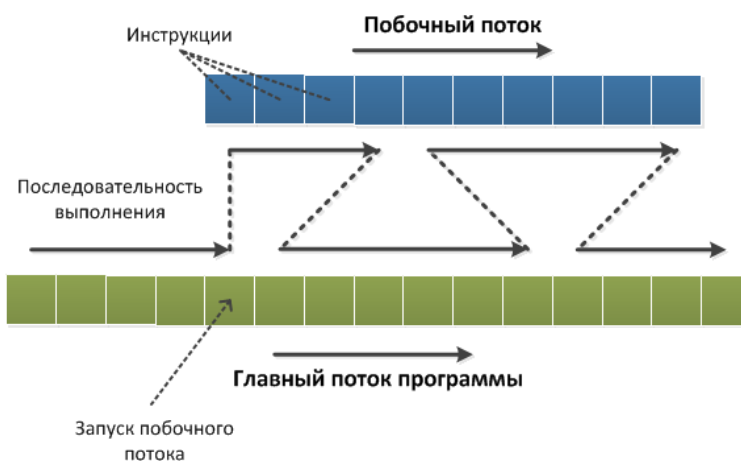 Побочный поток
Инструкции
Последовательность
выполнения
Главный поток программы
Запуск побочного
потока